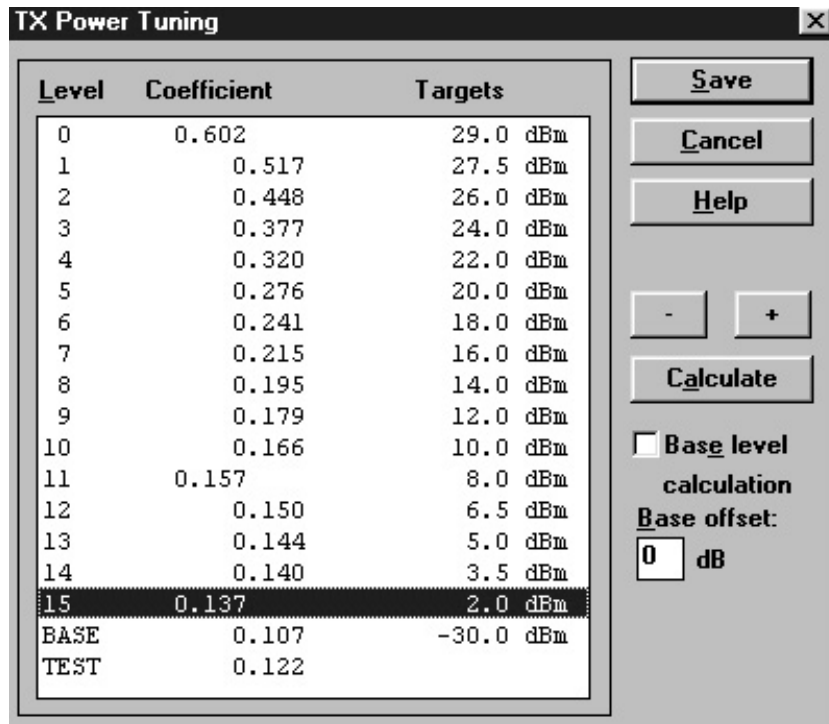 TX Power Tuning
Level Coefficient Targets
0 0.602 29.0 dBm
1 0.517 27.5 dBm
2 0.448 26.0 dBm
3 0.377 24.0 dBm
4 0.320 22.0 dBm
5 0.276 20.0 dBm
6 0.241 18.0 dBm
7 0.215 16.0 dBm
8 0.195 14.0 dBm
9 0.179 12.0 dBm
10 0.166 10.0 dBm
11 0.157 8.0 dBm
12 0.150 6.5 dBm
13 0.144 5.0 dBm
14 0.140 3.5 dBm
15 0.137 2.0 dBm
BASE 0.107 -30.0 dBm
TEST 0.122
Save
Cancel
Help
- +
Calculate
Base level
calculation
Base offset:
0 dB